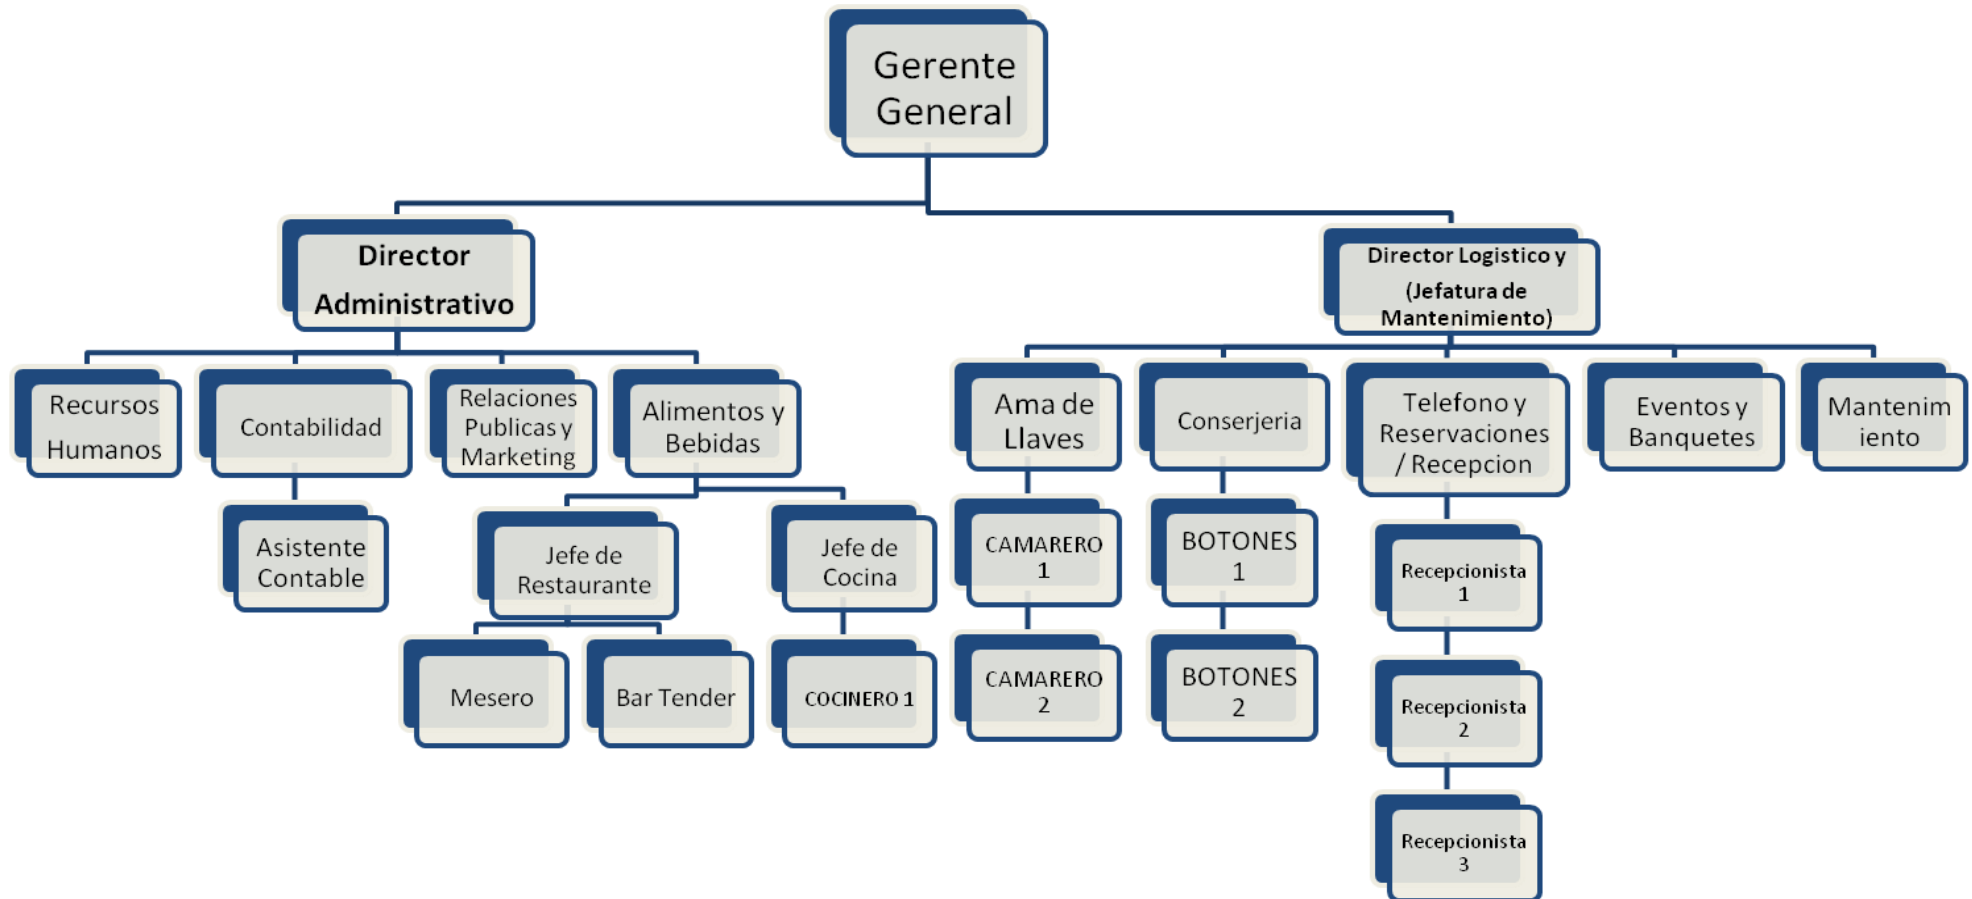 Gerente
General
Director
Administrativo
Director Logistico y
(Jefatura de
Mantenimiento)
Recursos
Humanos
Contabilidad
Relaciones
Publicas y
Marketing
Alimentos y
Bebidas
Ama de
Llaves
Conserjeria
Telefono y
Reservaciones
/ Recepcion
Eventos y
Banquetes
Mantenim
iento
Asistente
Contable
Jefe de
Restaurante
Jefe de
Cocina
CAMARERO
1
BOTONES
1
Recepcionista
1
Mesero
Bar Tender
COCINERO 1
CAMARERO
2
BOTONES
2
Recepcionista
2
Recepcionista
3